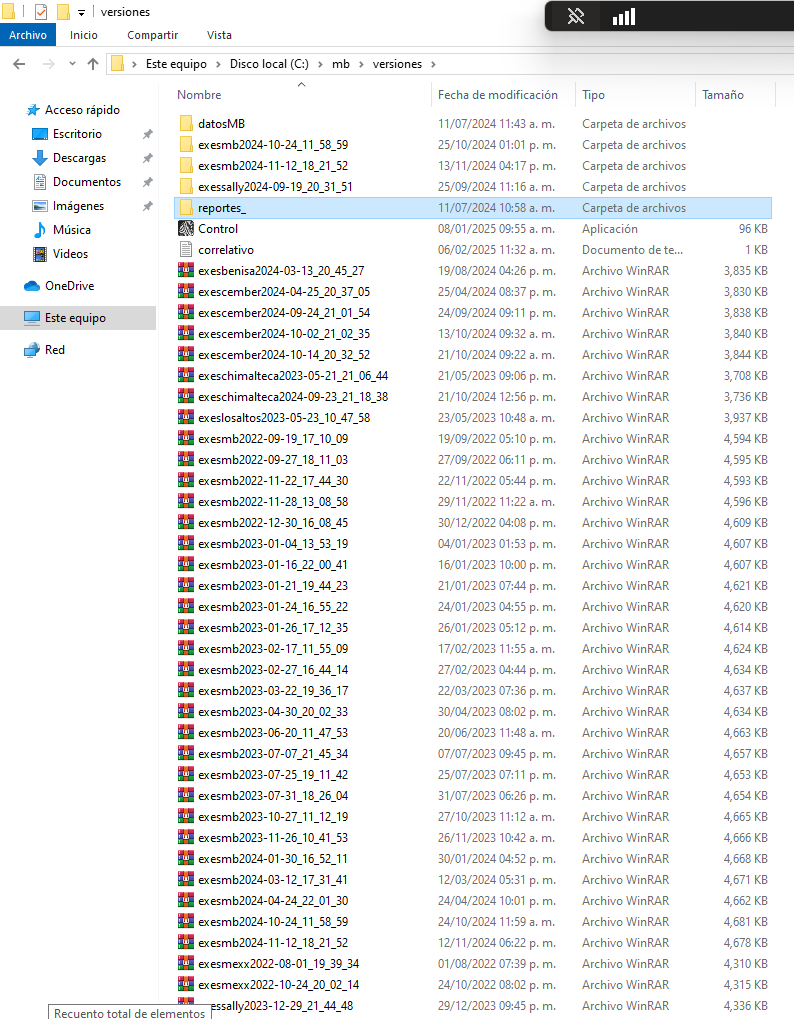 versiones
Archivo Inicio Compartir Vista
Este equipo > Disco local (C:) > mb > versiones >
Nombre Fecha de modificación Tipo Tamaño
Acceso rápido
Escritorio
Descargas
Documentos
Imágenes
Música
Videos
OneDrive
Este equipo
Red
datosMB 11/07/2024 11:43 a. m. Carpeta de archivos
exesmb2024-10-24_11_58_59 25/10/2024 01:01 p. m. Carpeta de archivos
exesmb2024-11-12_18_21_52 13/11/2024 04:17 p. m. Carpeta de archivos
exessally2024-09-19_20_31_51 25/09/2024 11:16 a. m. Carpeta de archivos
reportes_ 11/07/2024 10:58 a. m. Carpeta de archivos
Control 08/01/2025 09:55 a. m. Aplicación 96 KB
correlativo 06/02/2025 11:32 a. m. Documento de te... 1 KB
exesbenisa2024-03-13_20_45_27 19/08/2024 04:26 p. m. Archivo WinRAR 3,835 KB
exescember2024-04-25_20_37_05 25/04/2024 08:37 p. m. Archivo WinRAR 3,830 KB
exescember2024-09-24_21_01_54 24/09/2024 09:11 p. m. Archivo WinRAR 3,838 KB
exescember2024-10-02_21_02_35 13/10/2024 09:32 a. m. Archivo WinRAR 3,840 KB
exescember2024-10-14_20_32_52 21/10/2024 09:22 a. m. Archivo WinRAR 3,844 KB
exeschimalteca2023-05-21_21_06_44 21/05/2023 09:06 p. m. Archivo WinRAR 3,708 KB
exeschimalteca2024-09-23_21_18_38 21/10/2024 12:56 p. m. Archivo WinRAR 3,736 KB
exeslosaltos2023-05-23_10_47_58 23/05/2023 10:48 a. m. Archivo WinRAR 3,937 KB
exesmb2022-09-19_17_10_09 19/09/2022 05:10 p. m. Archivo WinRAR 4,594 KB
exesmb2022-09-27_18_11_03 27/09/2022 06:11 p. m. Archivo WinRAR 4,595 KB
exesmb2022-11-22_17_44_30 22/11/2022 05:44 p. m. Archivo WinRAR 4,593 KB
exesmb2022-11-28_13_08_58 29/11/2022 11:22 a. m. Archivo WinRAR 4,596 KB
exesmb2022-12-30_16_08_45 30/12/2022 04:08 p. m. Archivo WinRAR 4,609 KB
exesmb2023-01-04_13_53_19 04/01/2023 01:53 p. m. Archivo WinRAR 4,607 KB
exesmb2023-01-16_22_00_41 16/01/2023 10:00 p. m. Archivo WinRAR 4,607 KB
exesmb2023-01-21_19_44_23 21/01/2023 07:44 p. m. Archivo WinRAR 4,621 KB
exesmb2023-01-24_16_55_22 24/01/2023 04:55 p. m. Archivo WinRAR 4,620 KB
exesmb2023-01-26_17_12_35 26/01/2023 05:12 p. m. Archivo WinRAR 4,614 KB
exesmb2023-02-17_11_55_09 17/02/2023 11:55 a. m. Archivo WinRAR 4,624 KB
exesmb2023-02-27_16_44_14 27/02/2023 04:44 p. m. Archivo WinRAR 4,634 KB
exesmb2023-03-22_19_36_17 22/03/2023 07:36 p. m. Archivo WinRAR 4,637 KB
exesmb2023-04-30_20_02_33 30/04/2023 08:02 p. m. Archivo WinRAR 4,634 KB
exesmb2023-06-20_11_47_53 20/06/2023 11:48 a. m. Archivo WinRAR 4,663 KB
exesmb2023-07-07_21_45_34 07/07/2023 09:45 p. m. Archivo WinRAR 4,657 KB
exesmb2023-07-25_19_11_42 25/07/2023 07:11 p. m. Archivo WinRAR 4,653 KB
exesmb2023-07-31_18_26_04 31/07/2023 06:26 p. m. Archivo WinRAR 4,654 KB
exesmb2023-10-27_11_12_19 27/10/2023 11:12 a. m. Archivo WinRAR 4,665 KB
exesmb2023-11-26_10_41_53 26/11/2023 10:42 a. m. Archivo WinRAR 4,666 KB
exesmb2024-01-30_16_52_11 30/01/2024 04:52 p. m. Archivo WinRAR 4,668 KB
exesmb2024-03-12_17_31_41 12/03/2024 05:31 p. m. Archivo WinRAR 4,671 KB
exesmb2024-04-24_22_01_30 24/04/2024 10:01 p. m. Archivo WinRAR 4,662 KB
exesmb2024-10-24_11_58_59 24/10/2024 11:59 a. m. Archivo WinRAR 4,681 KB
exesmb2024-11-12_18_21_52 12/11/2024 06:22 p. m. Archivo WinRAR 4,678 KB
exesmexx2022-08-01_19_39_34 01/08/2022 07:39 p. m. Archivo WinRAR 4,310 KB
exesmexx2022-10-24_20_02_14 24/10/2022 08:02 p. m. Archivo WinRAR 4,315 KB
essally2023-12-29_21_44_48 29/12/2023 09:45 p. m. Archivo WinRAR 4,336 KB
Recuento total de elementos